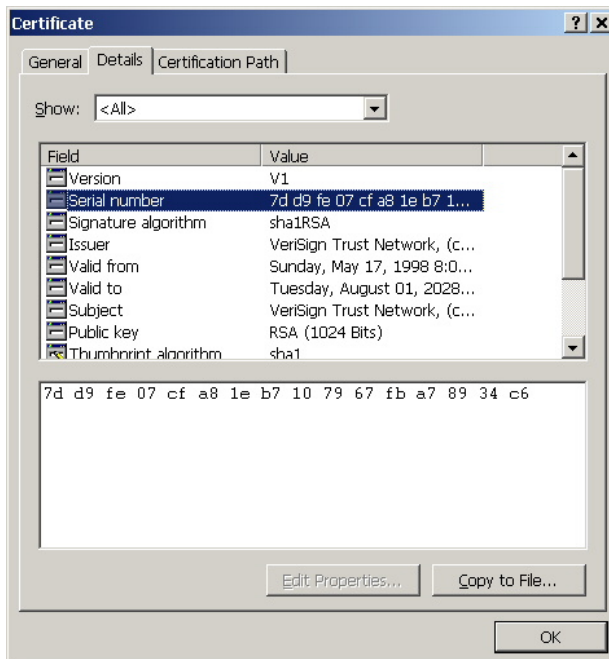 Certificate
General Details Certification Path
Show: <All>
Field Value
Version V1
Serial number 7d d9 fe 07 cf a8 1e b7 1...
Signature algorithm sha1RSA
Issuer VeriSign Trust Network, (c...
Valid from Sunday, May 17, 1998 8:0...
Valid to Tuesday, August 01, 2028...
Subject VeriSign Trust Network, (c...
Public key RSA (1024 Bits)
Thumbprint algorithm sha1
7d d9 fe 07 cf a8 1e b7 10 79 67 fb a7 89 34 c6
Edit Properties... Copy to File...
OK